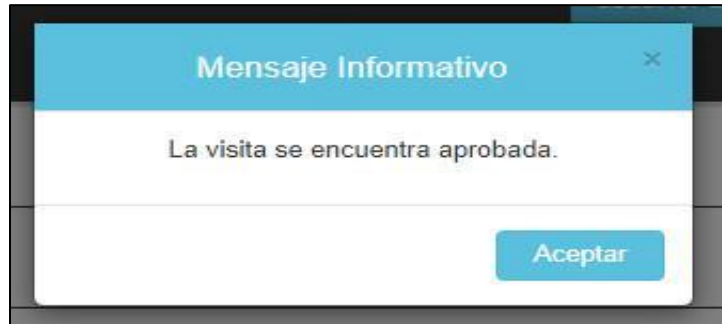 Mensaje Informativo ×
La visita se encuentra aprobada.
Aceptar